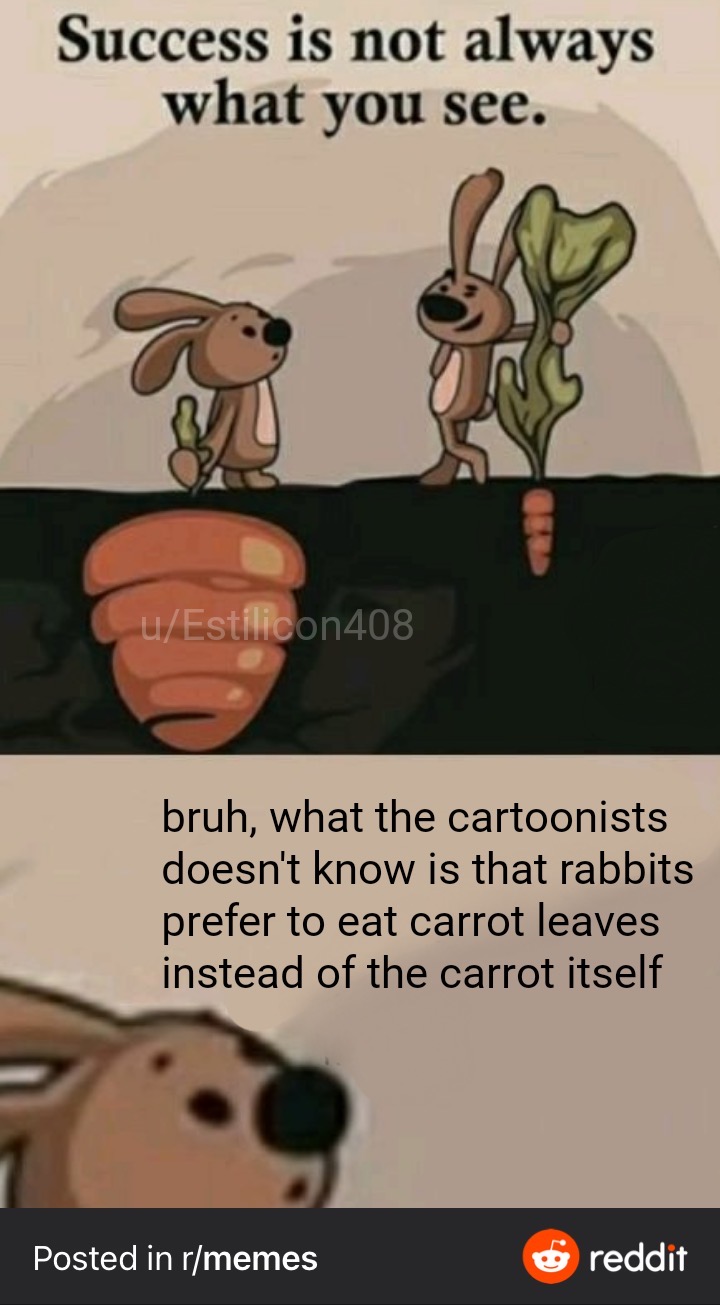 Success is not always
what you see.
u/Estilicon408
bruh, what the cartoonists
doesn't know is that rabbits
prefer to eat carrot leaves
instead of the carrot itself
Posted in r/memes
reddit